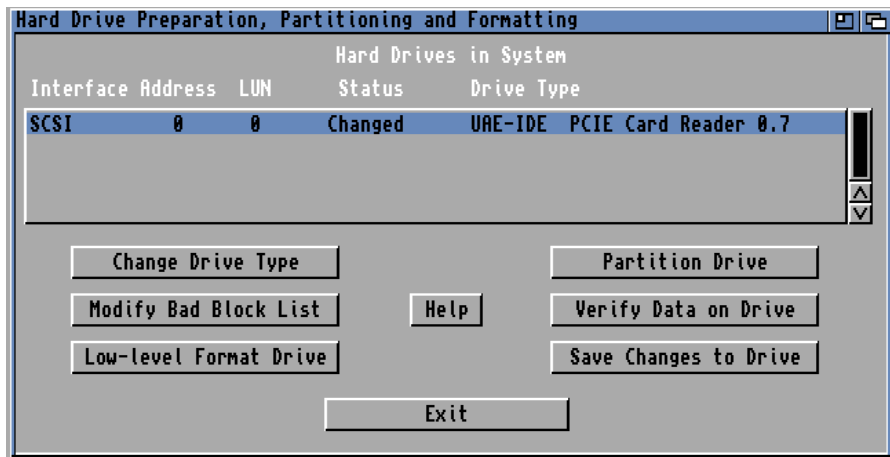 Hard Drive Preparation, Partitioning and Formatting
Hard Drives in System
Interface Address LUN Status Drive Type
SCSI 0 0 Changed UAE-IDE PCIE Card Reader 0.7
Change Drive Type Partition Drive
Modify Bad Block List Help Verify Data on Drive
Low-level Format Drive Save Changes to Drive
Exit